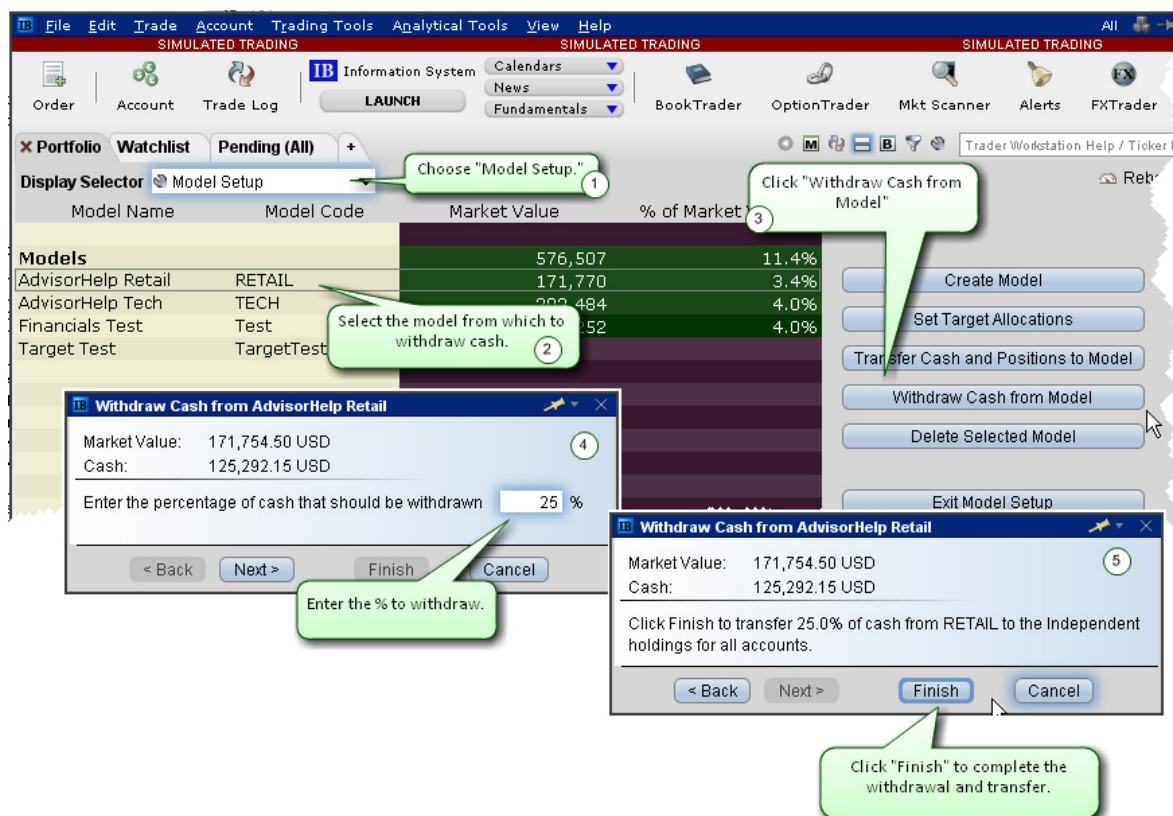 File Edit Trade Account Trading Tools Analytical Tools View Help All
SIMULATED TRADING SIMULATED TRADING SIMULATED TRADING
IB Information System
LAUNCH
Calendars
News
Fundamentals
Order Account Trade Log BookTrader OptionTrader Mkt Scanner Alerts FXTrader
FX
Portfolio Watchlist Pending (All) +
M B Trader Workstation Help / Ticker
Display Selector Model Setup
Choose "Model Setup."
1
Click "Withdraw Cash from
Model"
3
Model Name Model Code Market Value % of Market
Models 576,507 11.4%
AdvisorHelp Retail RETAIL 171,770 3.4%
AdvisorHelp Tech TECH 484 4.0%
Financials Test Test 252 4.0%
Target Test TargetTest
Select the model from which to
withdraw cash.
2
Create Model
Set Target Allocations
Transfer Cash and Positions to Model
Withdraw Cash from Model
Delete Selected Model
Exit Model Setup
IB Withdraw Cash from AdvisorHelp Retail
Market Value: 171,754.50 USD
4
Cash: 125,292.15 USD
Enter the percentage of cash that should be withdrawn 25 %
< Back Next > Finish Cancel
Enter the % to withdraw.
IB Withdraw Cash from AdvisorHelp Retail
Market Value: 171,754.50 USD
5
Cash: 125,292.15 USD
Click Finish to transfer 25.0% of cash from RETAIL to the Independent
holdings for all accounts.
< Back Next > Finish Cancel
Click "Finish" to complete the
withdrawal and transfer.